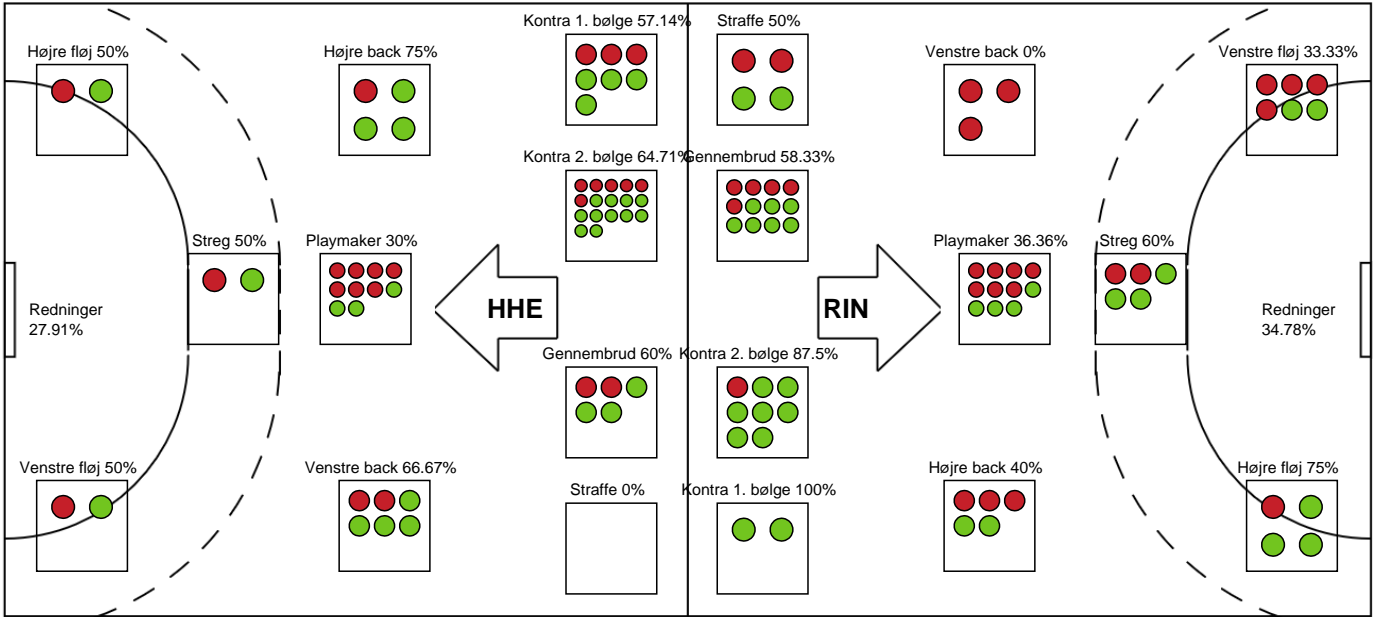 Kontra 1. bølge 57.14%
Straffe 50%
Højre fløj 50%
Højre back 75%
Venstre back 0%
Venstre fløj 33.33%
Kontra 2. bølge 64.71%
Gennembrud 58.33%
Streg 50%
Playmaker 30%
Playmaker 36.36%
Streg 60%
HHE
RIN
Redninger
27.91%
Redninger
34.78%
Gennembrud 60%
Kontra 2. bølge 87.5%
Venstre fløj 50%
Venstre back 66.67%
Højre back 40%
Højre fløj 75%
Straffe 0%
Kontra 1. bølge 100%